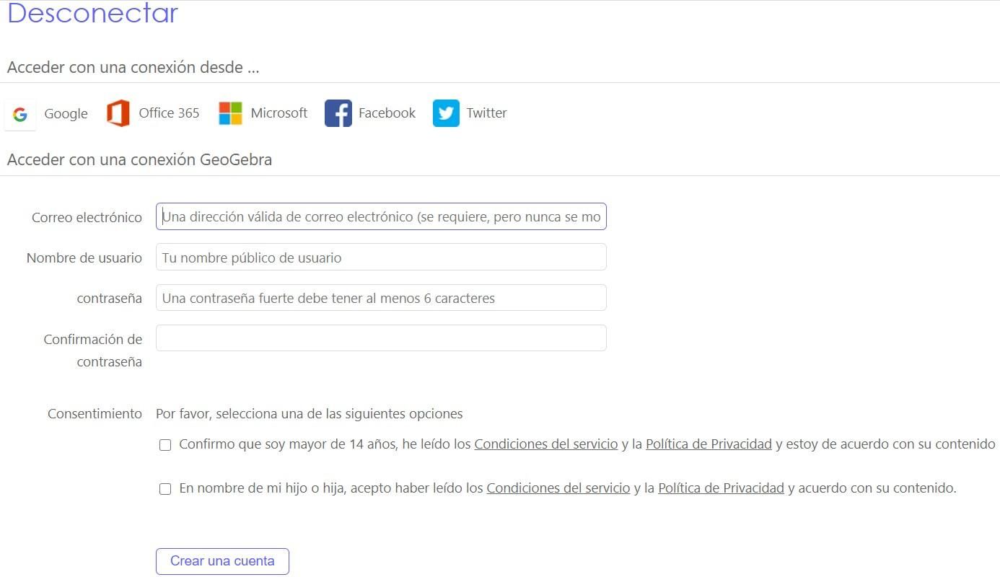 Desconectar
Acceder con una conexión desde ...
Google Office 365 Microsoft Facebook Twitter
Acceder con una conexión GeoGebra
Correo electrónico Una dirección válida de correo electrónico (se requiere, pero nunca se mo
Nombre de usuario Tu nombre público de usuario
contraseña Una contraseña fuerte debe tener al menos 6 caracteres
Confirmación de
contraseña
Consentimiento Por favor, selecciona una de las siguientes opciones
Confirmo que soy mayor de 14 años, he leído los Condiciones del servicio y la Política de Privacidad y estoy de acuerdo con su contenido
En nombre de mi hijo o hija, acepto haber leído los Condiciones del servicio y la Política de Privacidad y acuerdo con su contenido.
Crear una cuenta